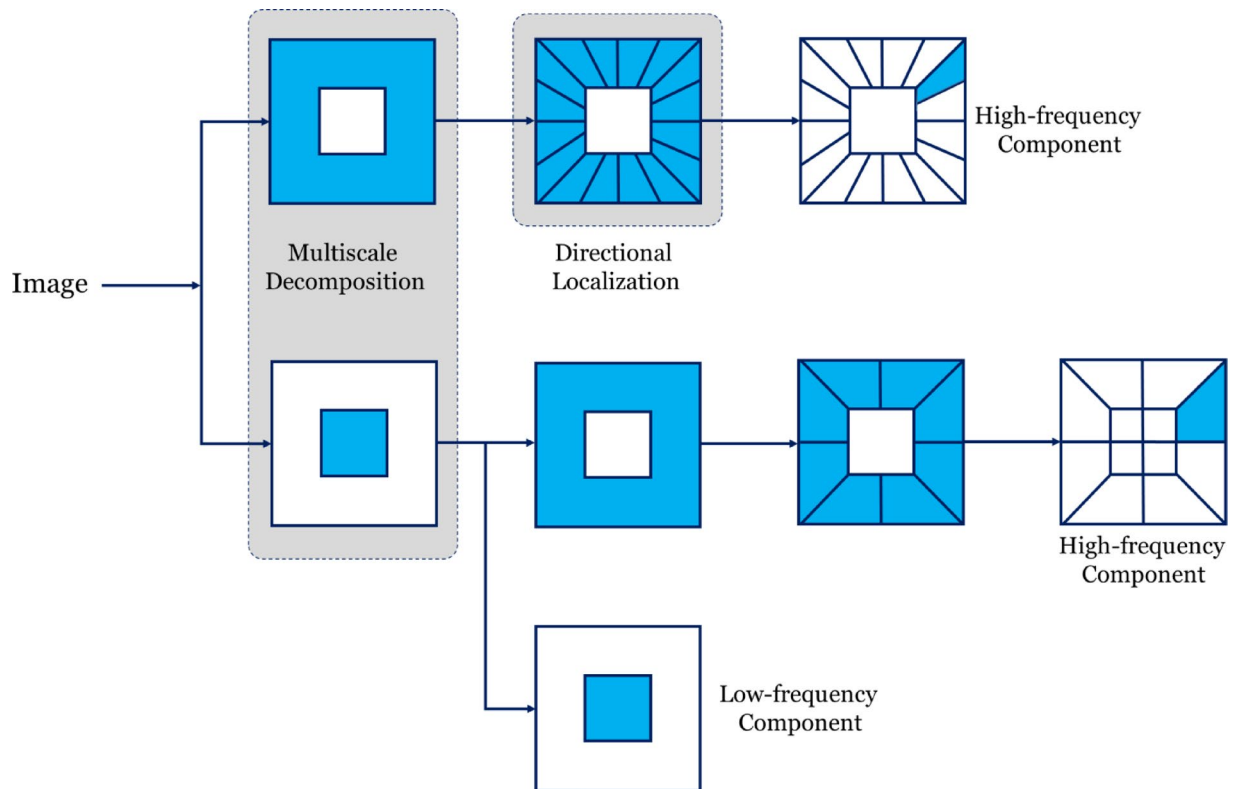 High-frequency
Component
Multiscale
Decomposition
Directional
Localization
Image
High-frequency
Component
Low-frequency
Component